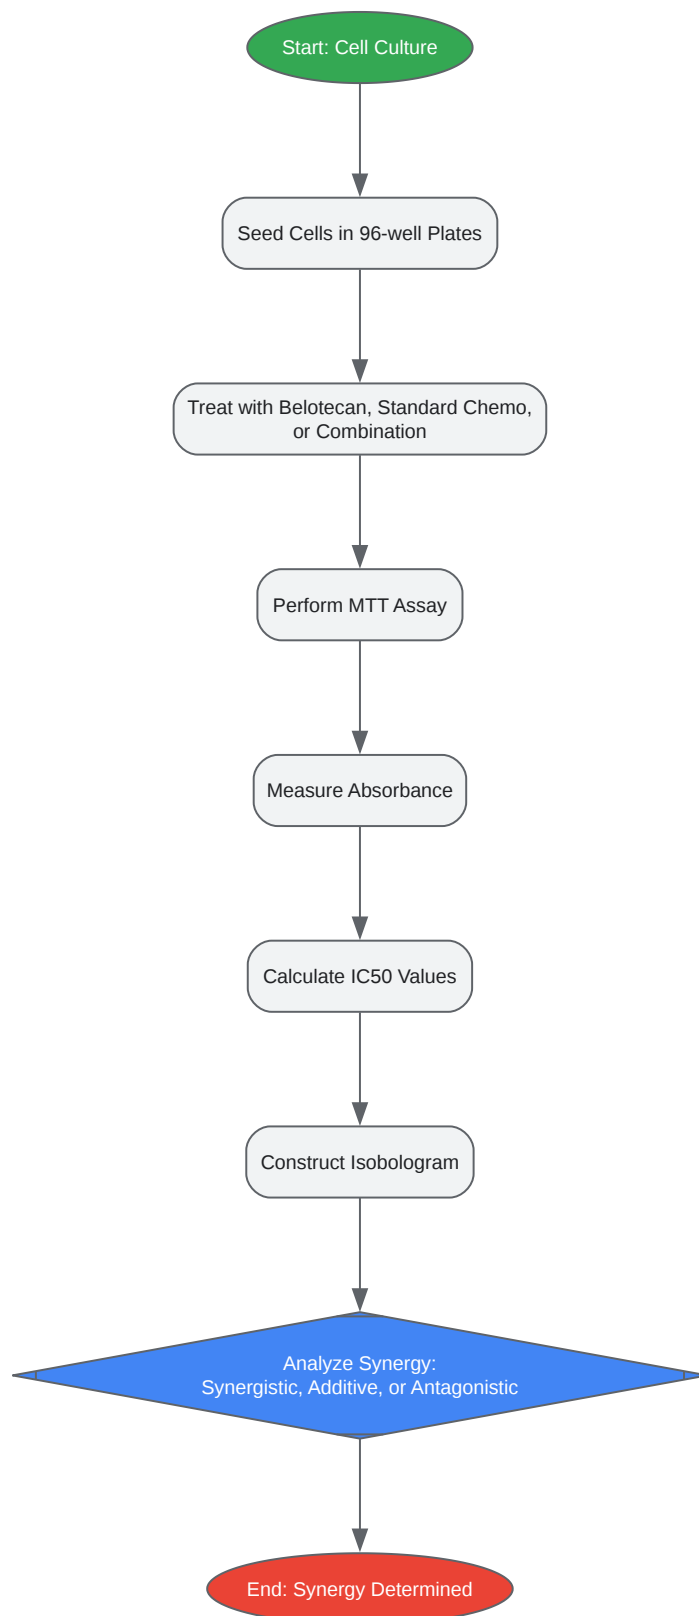 Start: Cell Culture
Seed Cells in 96-well Plates
Treat with Belotecan, Standard Chemo,
or Combination
Perform MTT Assay
Measure Absorbance
Calculate IC50 Values
Construct Isobologram
Analyze Synergy:
Synergistic, Additive, or Antagonistic
End: Synergy Determined